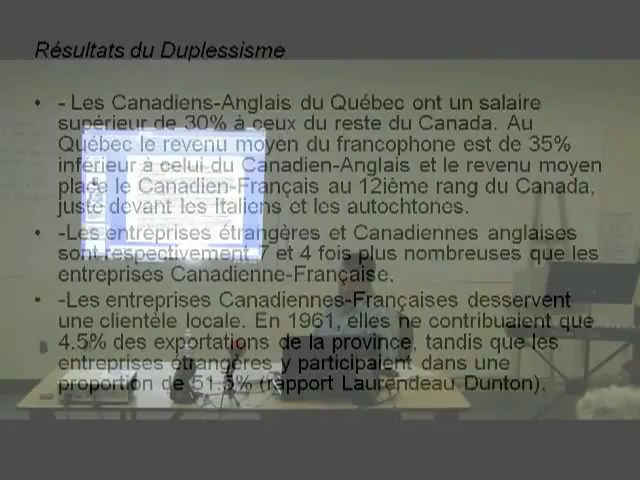 Résultats du Duplessisme
• - Les Canadiens-Anglais du Québec ont un salaire
supérieur de 30% à ceux du reste du Canada. Au
Québec le revenu moyen du francophone est de 35%
inférieur à celui du Canadien-Anglais et le revenu moyen
place le Canadien-Français au 12ième rang du Canada,
juste devant les Italiens et les autochtones.
• -Les entreprises étrangères et Canadiennes anglaises
sont respectivement 7 et 4 fois plus nombreuses que les
entreprises Canadienne-Française.
• -Les entreprises Canadiennes-Françaises desservent
une clientèle locale. En 1961, elles ne contribuaient que
4.5% des exportations de la province, tandis que les
entreprises étrangères y participaient dans une
proportion de 51.5% (rapport Laurendeau Dunton).